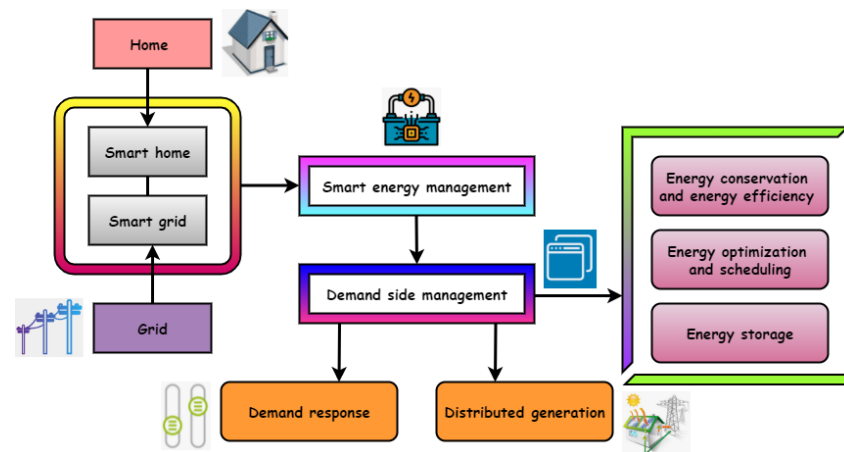 Home
Smart home
Smart grid
Grid
Smart energy management
Demand side management
Demand response
Distributed generation
Energy conservation
and energy efficiency
Energy optimization
and scheduling
Energy storage